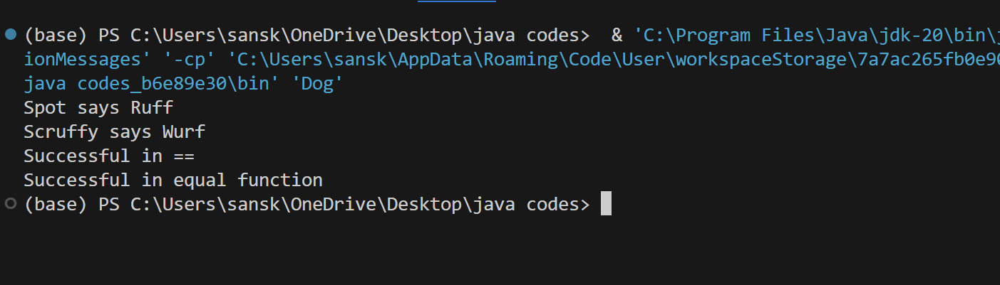 (base) PS C:\Users\sansk\OneDrive\Desktop\java codes>  & 'C:\Program Files\Java\jdk-20\bin\j
ionMessages' '-cp' 'C:\Users\sansk\AppData\Roaming\Code\User\workspaceStorage\7a7ac265fb0e90
java codes_b6e89e30\bin' 'Dog'
Spot says Ruff
Scruffy says Wurf
Successful in ==
Successful in equal function
(base) PS C:\Users\sansk\OneDrive\Desktop\java codes>